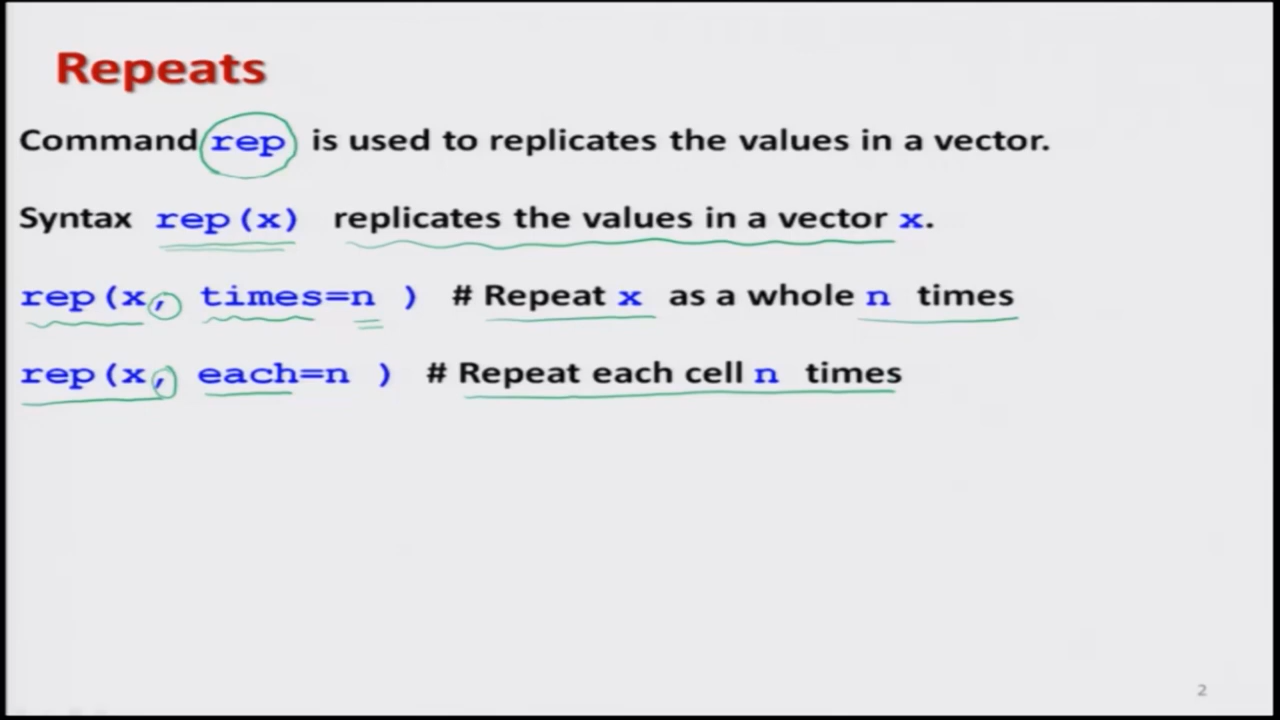 Repeats
Command rep is used to replicates the values in a vector.
Syntax rep(x) replicates the values in a vector x.
rep(x, times=n ) # Repeat x as a whole n times
rep(x, each=n ) # Repeat each cell n times
2